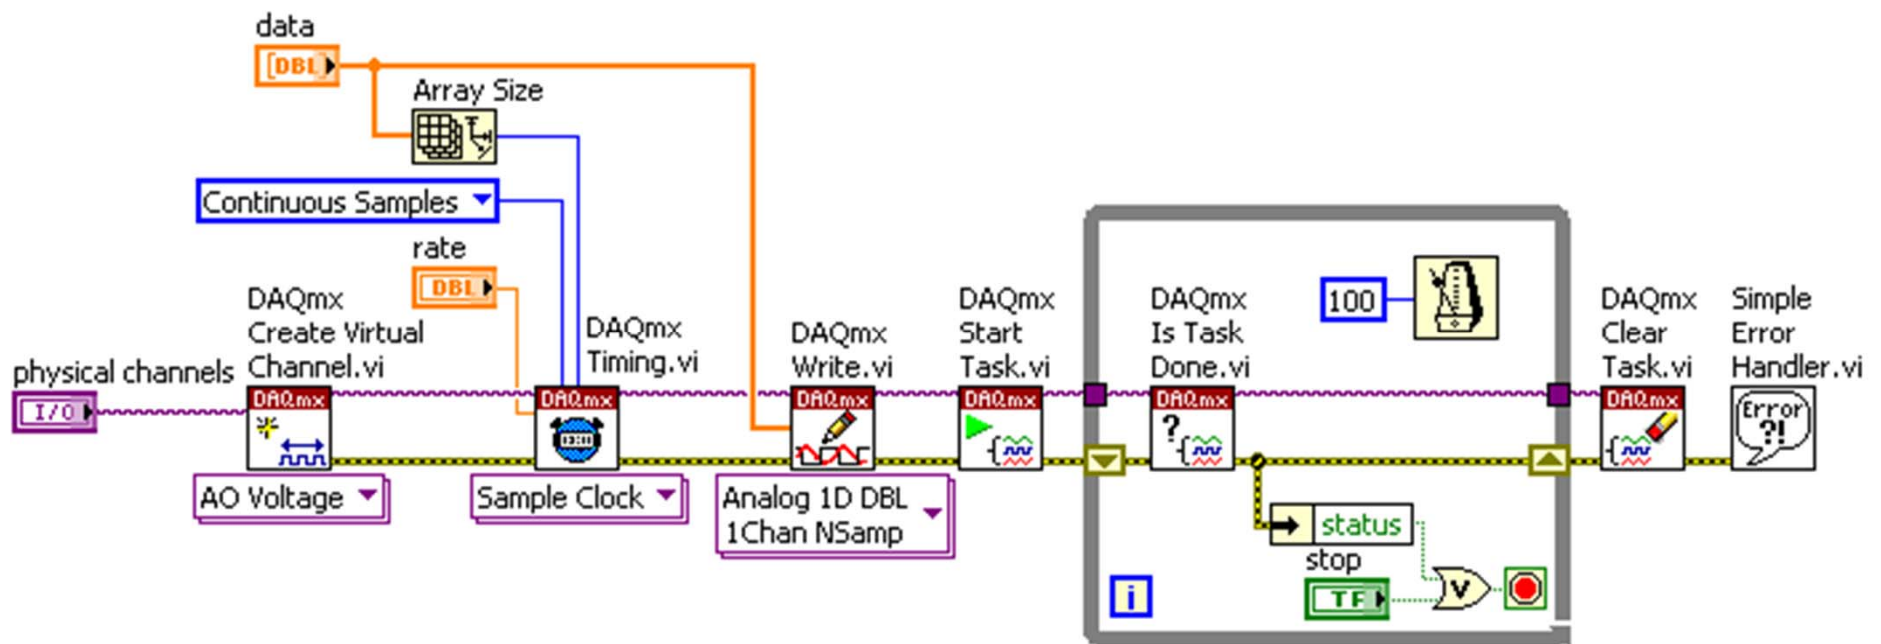 data
[DBL]
Array Size
Continuous Samples
rate
DBL
DAQmx
Create Virtual
Channel.vi
DAQmx
Timing.vi
DAQmx
Write.vi
DAQmx
Start
Task.vi
DAQmx
Is Task
Done.vi
100
DAQmx
Clear
Task.vi
Simple
Error
Handler.vi
physical channels
I/O
DAQmx
DAQmx
DAQmx
DAQmx
DAQmx
DAQmx
Error
?!
?
AO Voltage
Sample Clock
Analog 1D DBL
1Chan NSamp
status
stop
TF
V
i